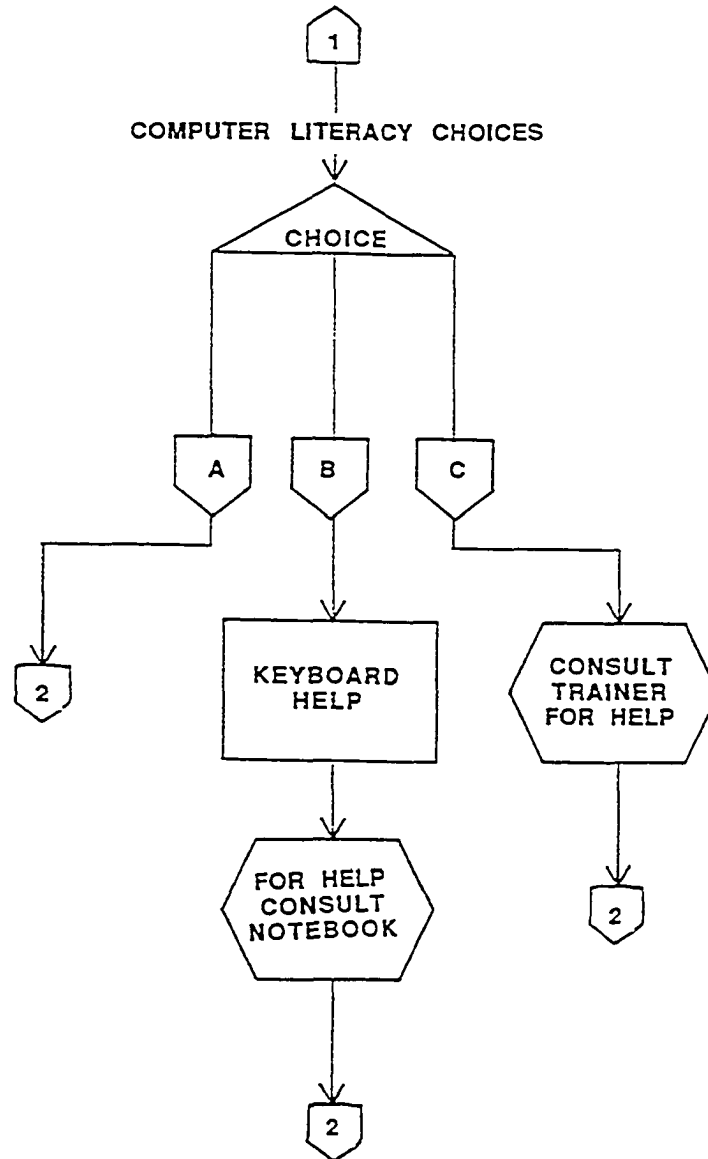 1
COMPUTER LITERACY CHOICES
CHOICE
A
B
C
2
KEYBOARD
HELP
CONSULT
TRAINER
FOR HELP
FOR HELP
CONSULT
NOTEBOOK
2
2